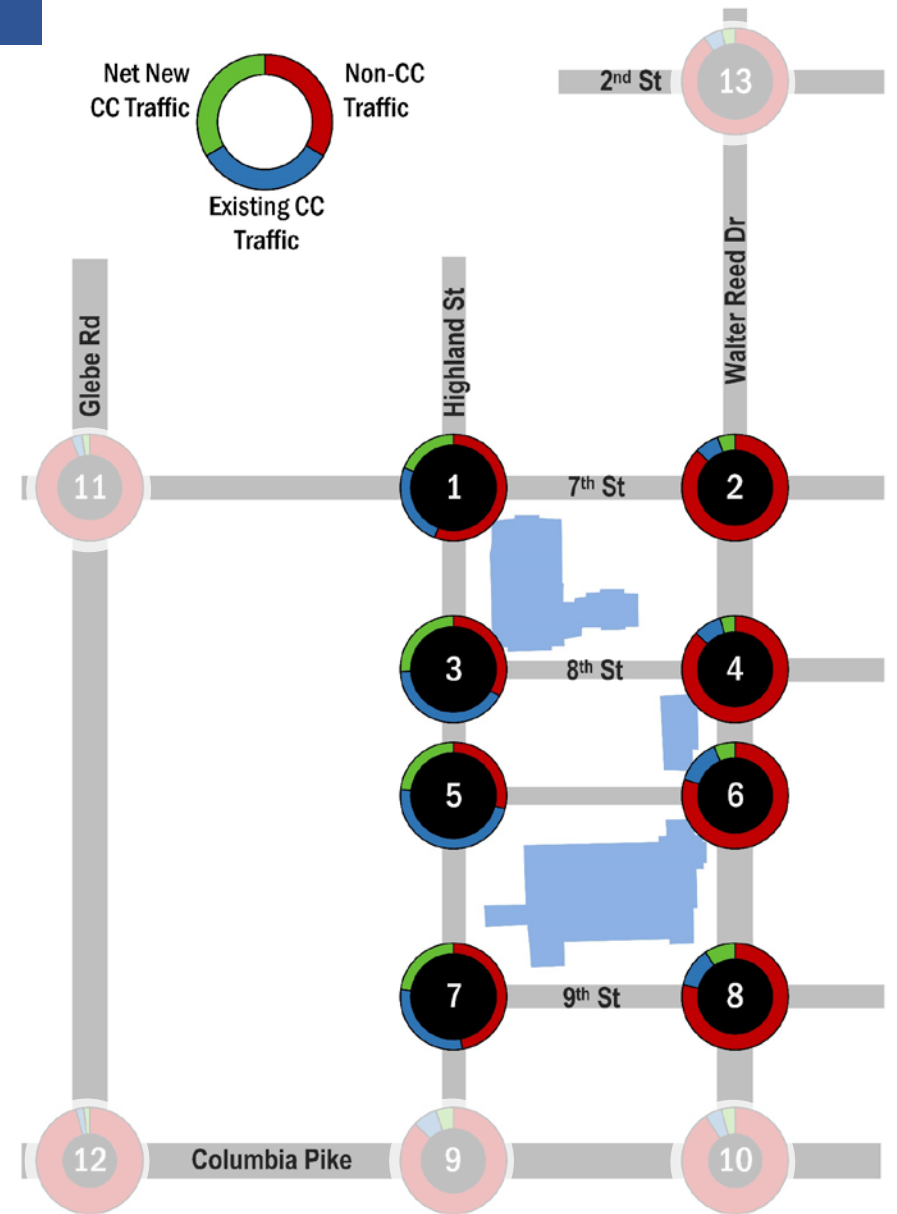 Net New
CC Traffic
Non-CC
Traffic
Existing CC
Traffic
2nd St
13
Walter Reed Dr
Glebe Rd
Highland St
11
1
7th St
2
3
8th St
4
5
6
7
9th St
8
12
Columbia Pike
9
10